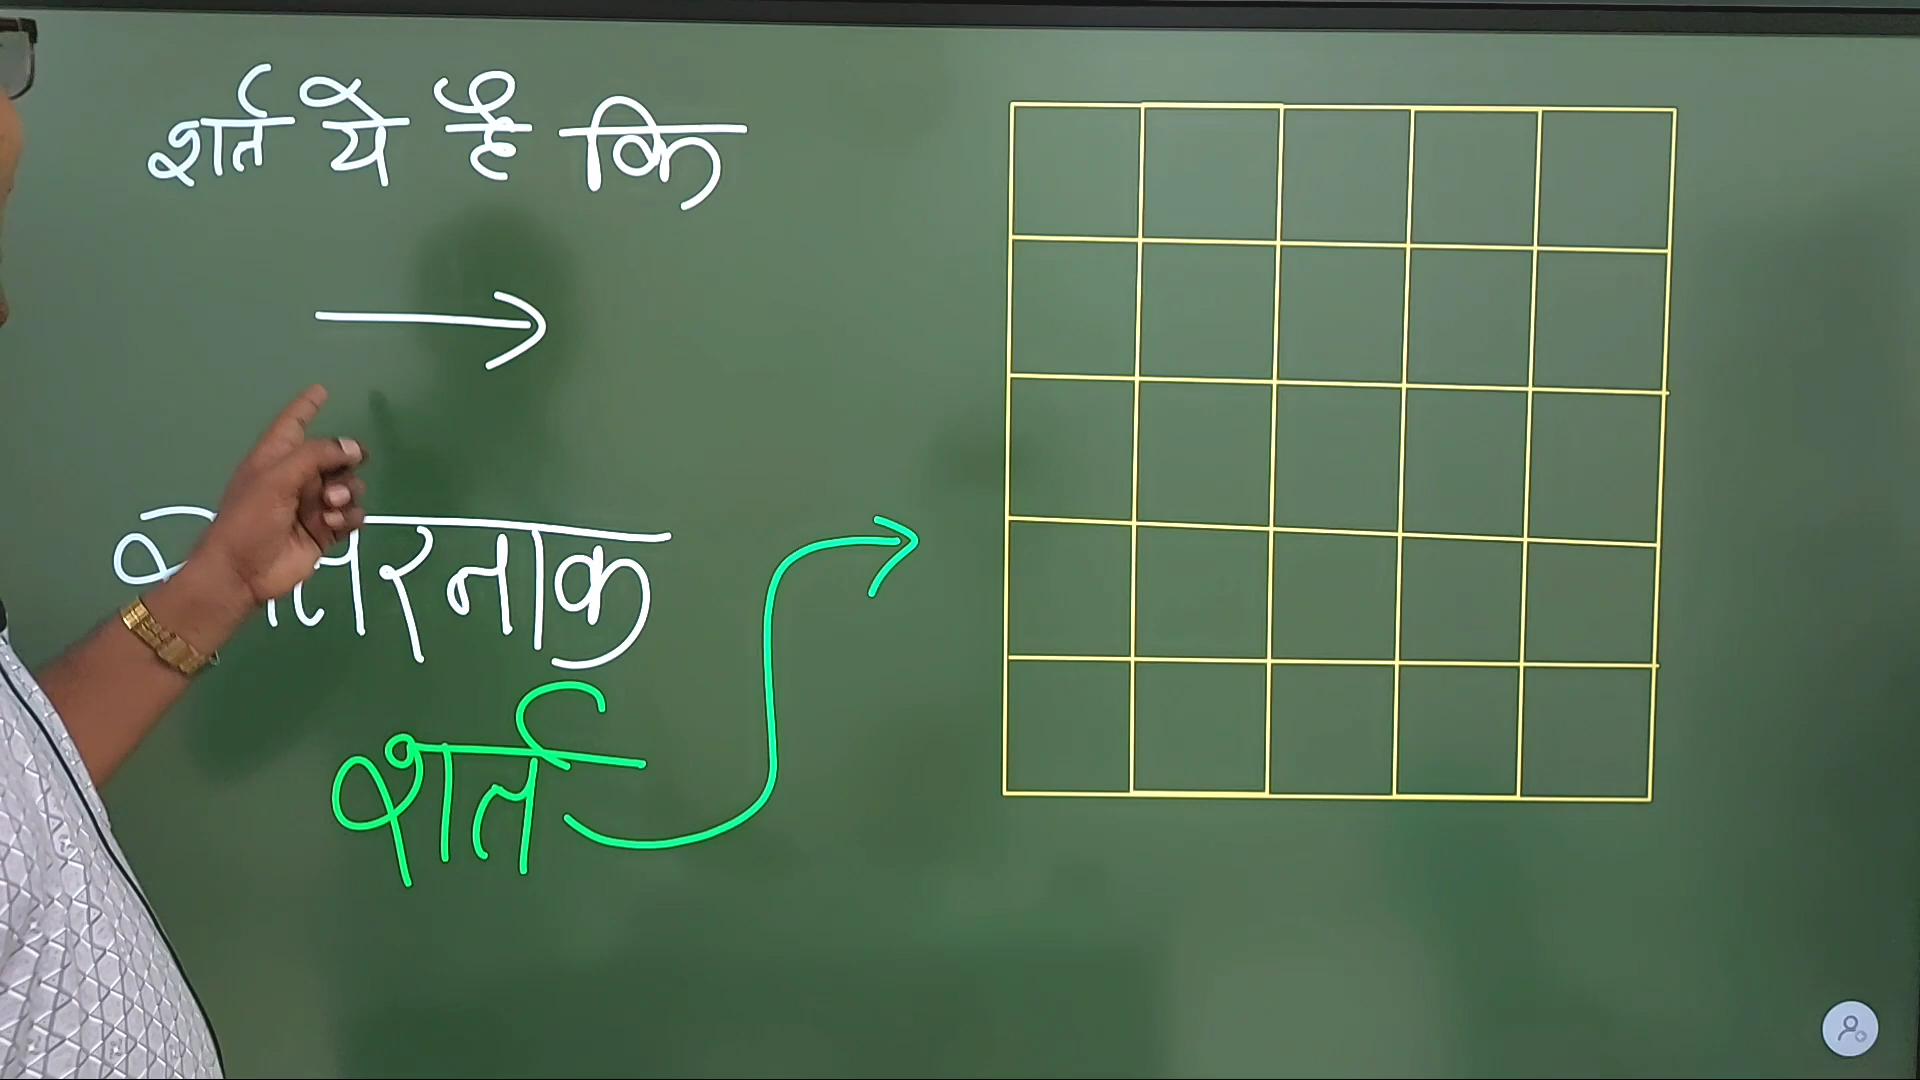 शर्त ये है कि
शर्त